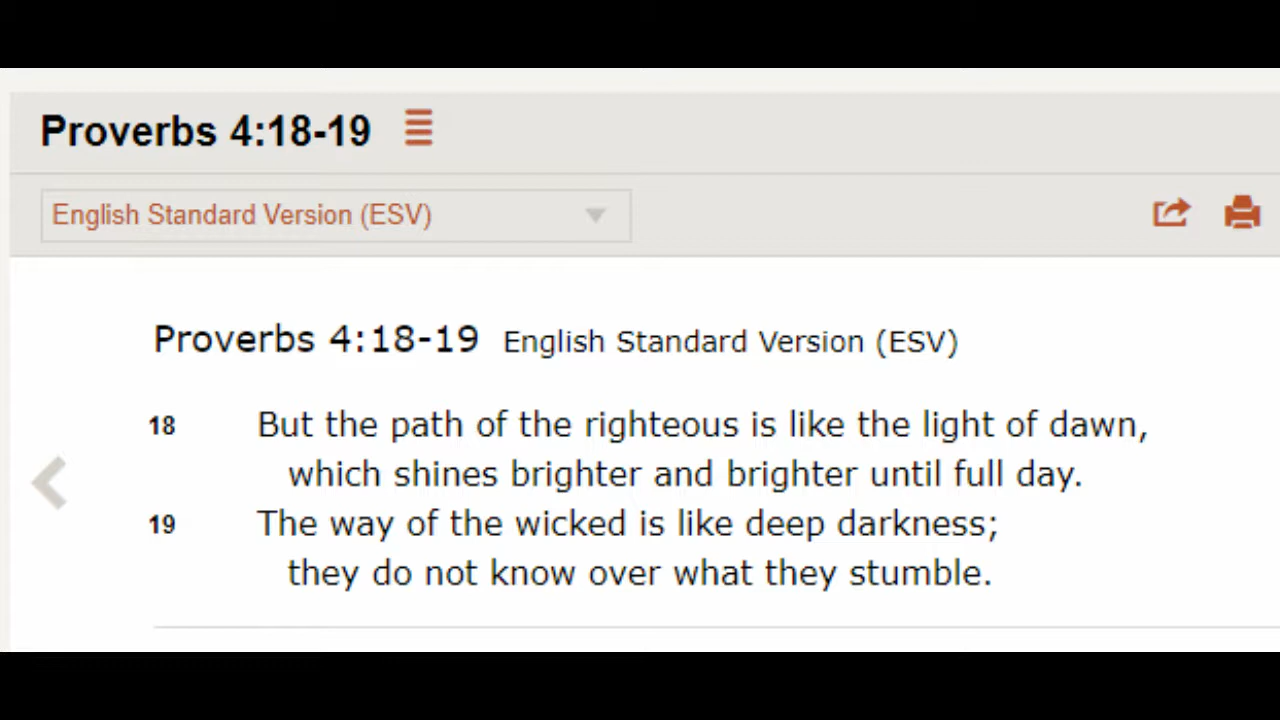 Proverbs 4:18-19
English Standard Version (ESV)
Proverbs 4:18-19 English Standard Version (ESV)
18 But the path of the righteous is like the light of dawn,
which shines brighter and brighter until full day.
19 The way of the wicked is like deep darkness;
they do not know over what they stumble.